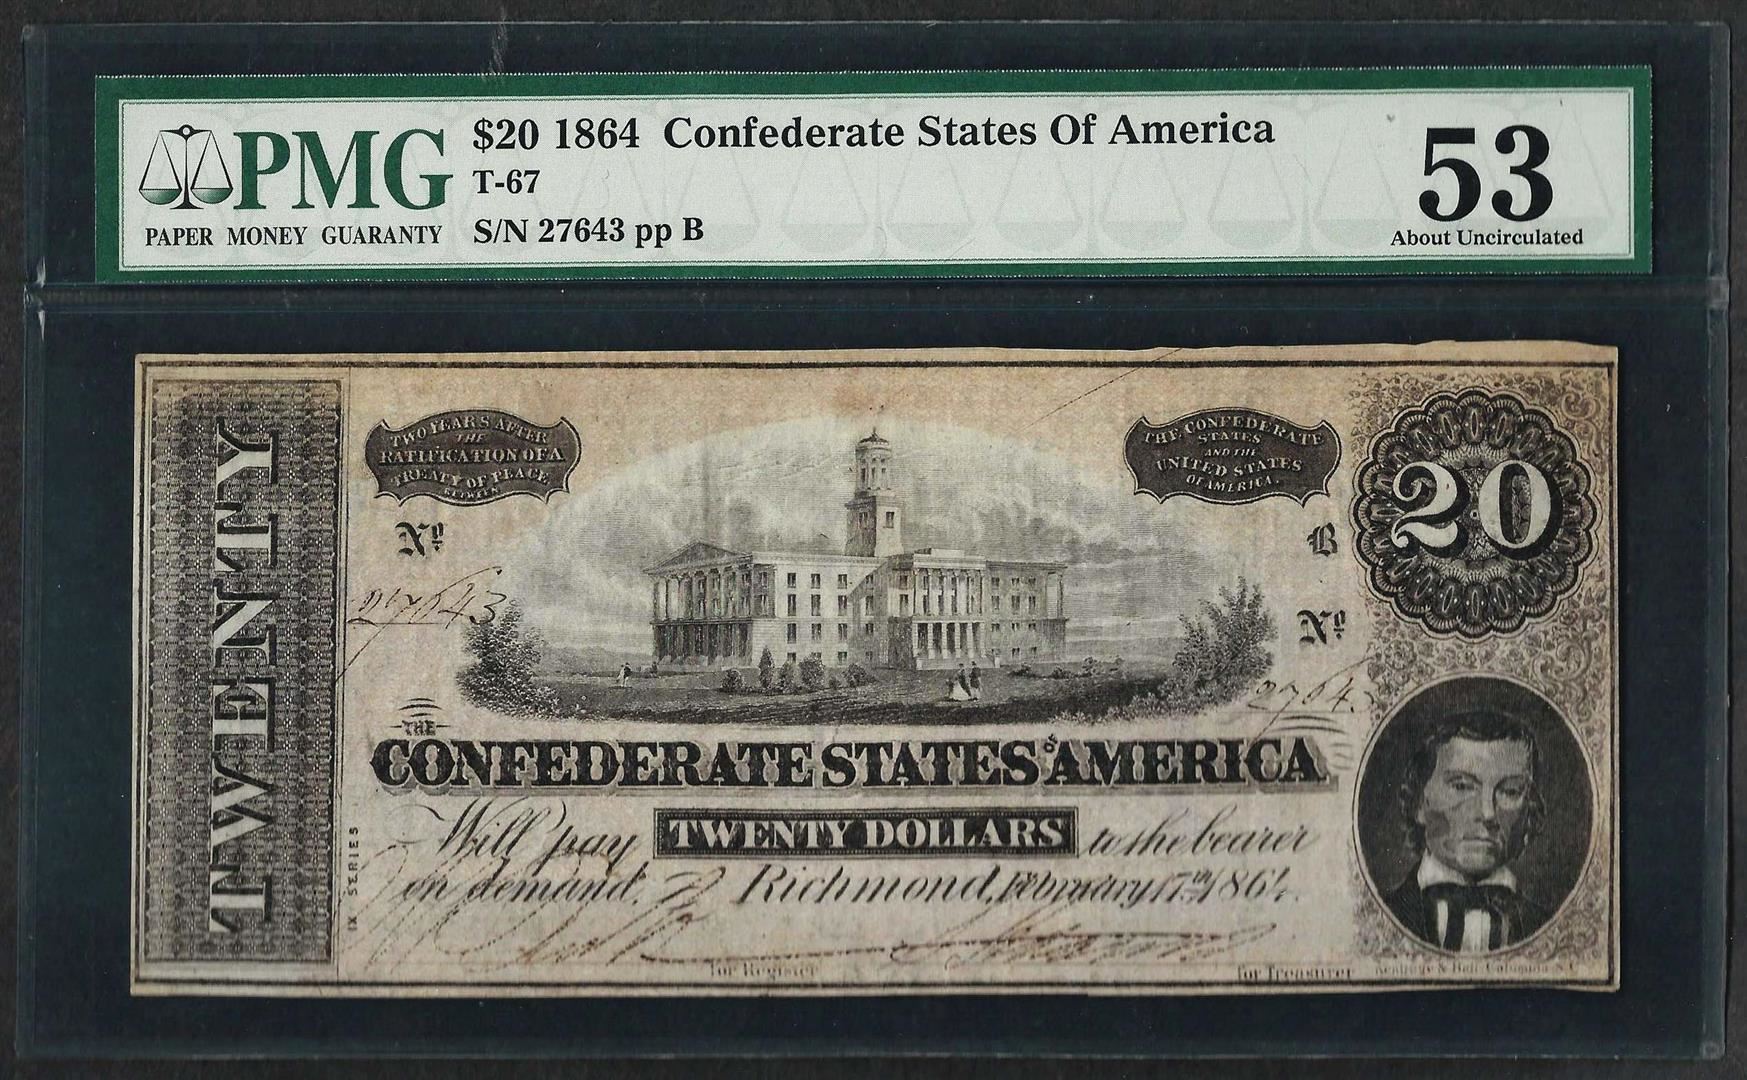 PMG
PAPER MONEY GUARANTY
$20 1864 Confederate States Of America
T-67
S/N 27643 pp B
53
About Uncirculated
TWENTY
TWO YEARS AFTER
THE
RATIFICATION OF A
TREATY OF PEACE
BETWEEN
THE CONFEDERATE
STATES
AND THE
UNITED STATES
OF AMERICA.
20
Nº
B
27643
Nº
2764
THE
CONFEDERATE STATES OF AMERICA
Will pay TWENTY DOLLARS to the bearer
on demand. Richmond, February 17th 1864.
IX SERIES
for Register
for Treasurer